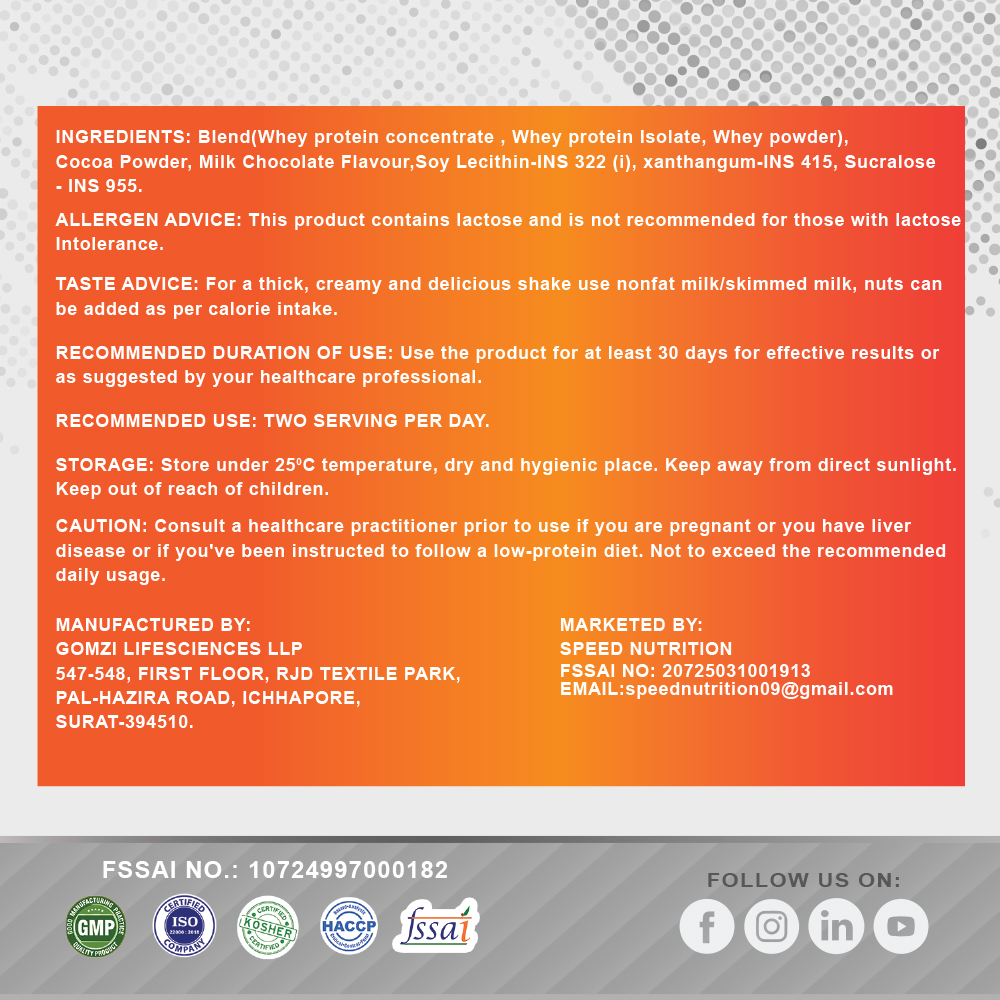 INGREDIENTS: Blend(Whey protein concentrate , Whey protein Isolate, Whey powder),
Cocoa Powder, Milk Chocolate Flavour,Soy Lecithin-INS 322 (i), xanthangum-INS 415, Sucralose
- INS 955.
ALLERGEN ADVICE: This product contains lactose and is not recommended for those with lactose
Intolerance.
TASTE ADVICE: For a thick, creamy and delicious shake use nonfat milk/skimmed milk, nuts can
be added as per calorie intake.
RECOMMENDED DURATION OF USE: Use the product for at least 30 days for effective results or
as suggested by your healthcare professional.
RECOMMENDED USE: TWO SERVING PER DAY.
STORAGE: Store under 25⁰C temperature, dry and hygienic place. Keep away from direct sunlight.
Keep out of reach of children.
CAUTION: Consult a healthcare practitioner prior to use if you are pregnant or you have liver
disease or if you've been instructed to follow a low-protein diet. Not to exceed the recommended
daily usage.
MANUFACTURED BY:
GOMZI LIFESCIENCES LLP
547-548, FIRST FLOOR, RJD TEXTILE PARK,
PAL-HAZIRA ROAD, ICHHAPORE,
SURAT-394510.
MARKETED BY:
SPEED NUTRITION
FSSAI NO: 20725031001913
EMAIL:speednutrition09@gmail.com
FSSAI NO.: 10724997000182
GOOD MANUFACTURING PRACTICE
GMP
QUALITY PRODUCT
CERTIFIED
ISO
22000 : 2018
COMPANY
CERTIFIED
KOSHER
CERTIFIED
HACCP
fssai
FOLLOW US ON: